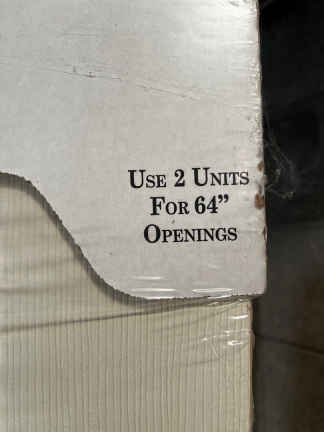 USE 2 UNITS
FOR 64”
OPENINGS